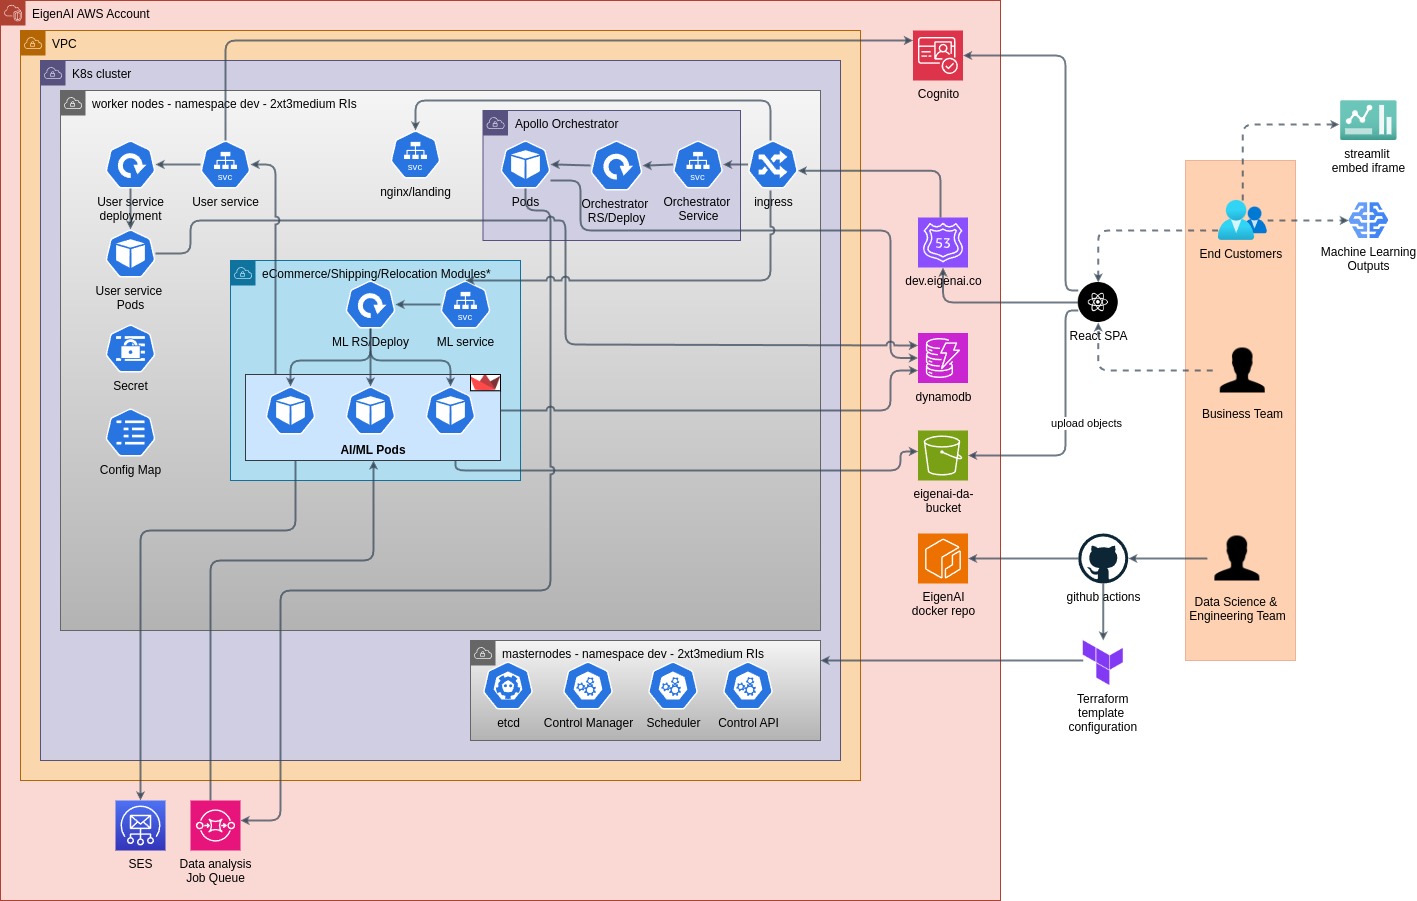 EigenAI AWS Account
VPC
K8s cluster
worker nodes - namespace dev - 2xt3medium RIs
Apollo Orchestrator
svc
nginx/landing
svc
User service
deployment
User service
Pods
Orchestrator
RS/Deploy
svc
Orchestrator
Service
ingress
User service
Pods
eCommerce/Shipping/Relocation Modules*
svc
ML RS/Deploy
ML service
AI/ML Pods
Secret
Config Map
masternodes - namespace dev - 2xt3medium RIs
etcd
Control Manager
Scheduler
Control API
SES
Data analysis
Job Queue
Cognito
53
dev.eigenai.co
dynamodb
eigenai-da-
bucket
EigenAI
docker repo
React SPA
upload objects
github actions
Terraform
template
configuration
End Customers
Business Team
Data Science &
Engineering Team
streamlit
embed iframe
Machine Learning
Outputs